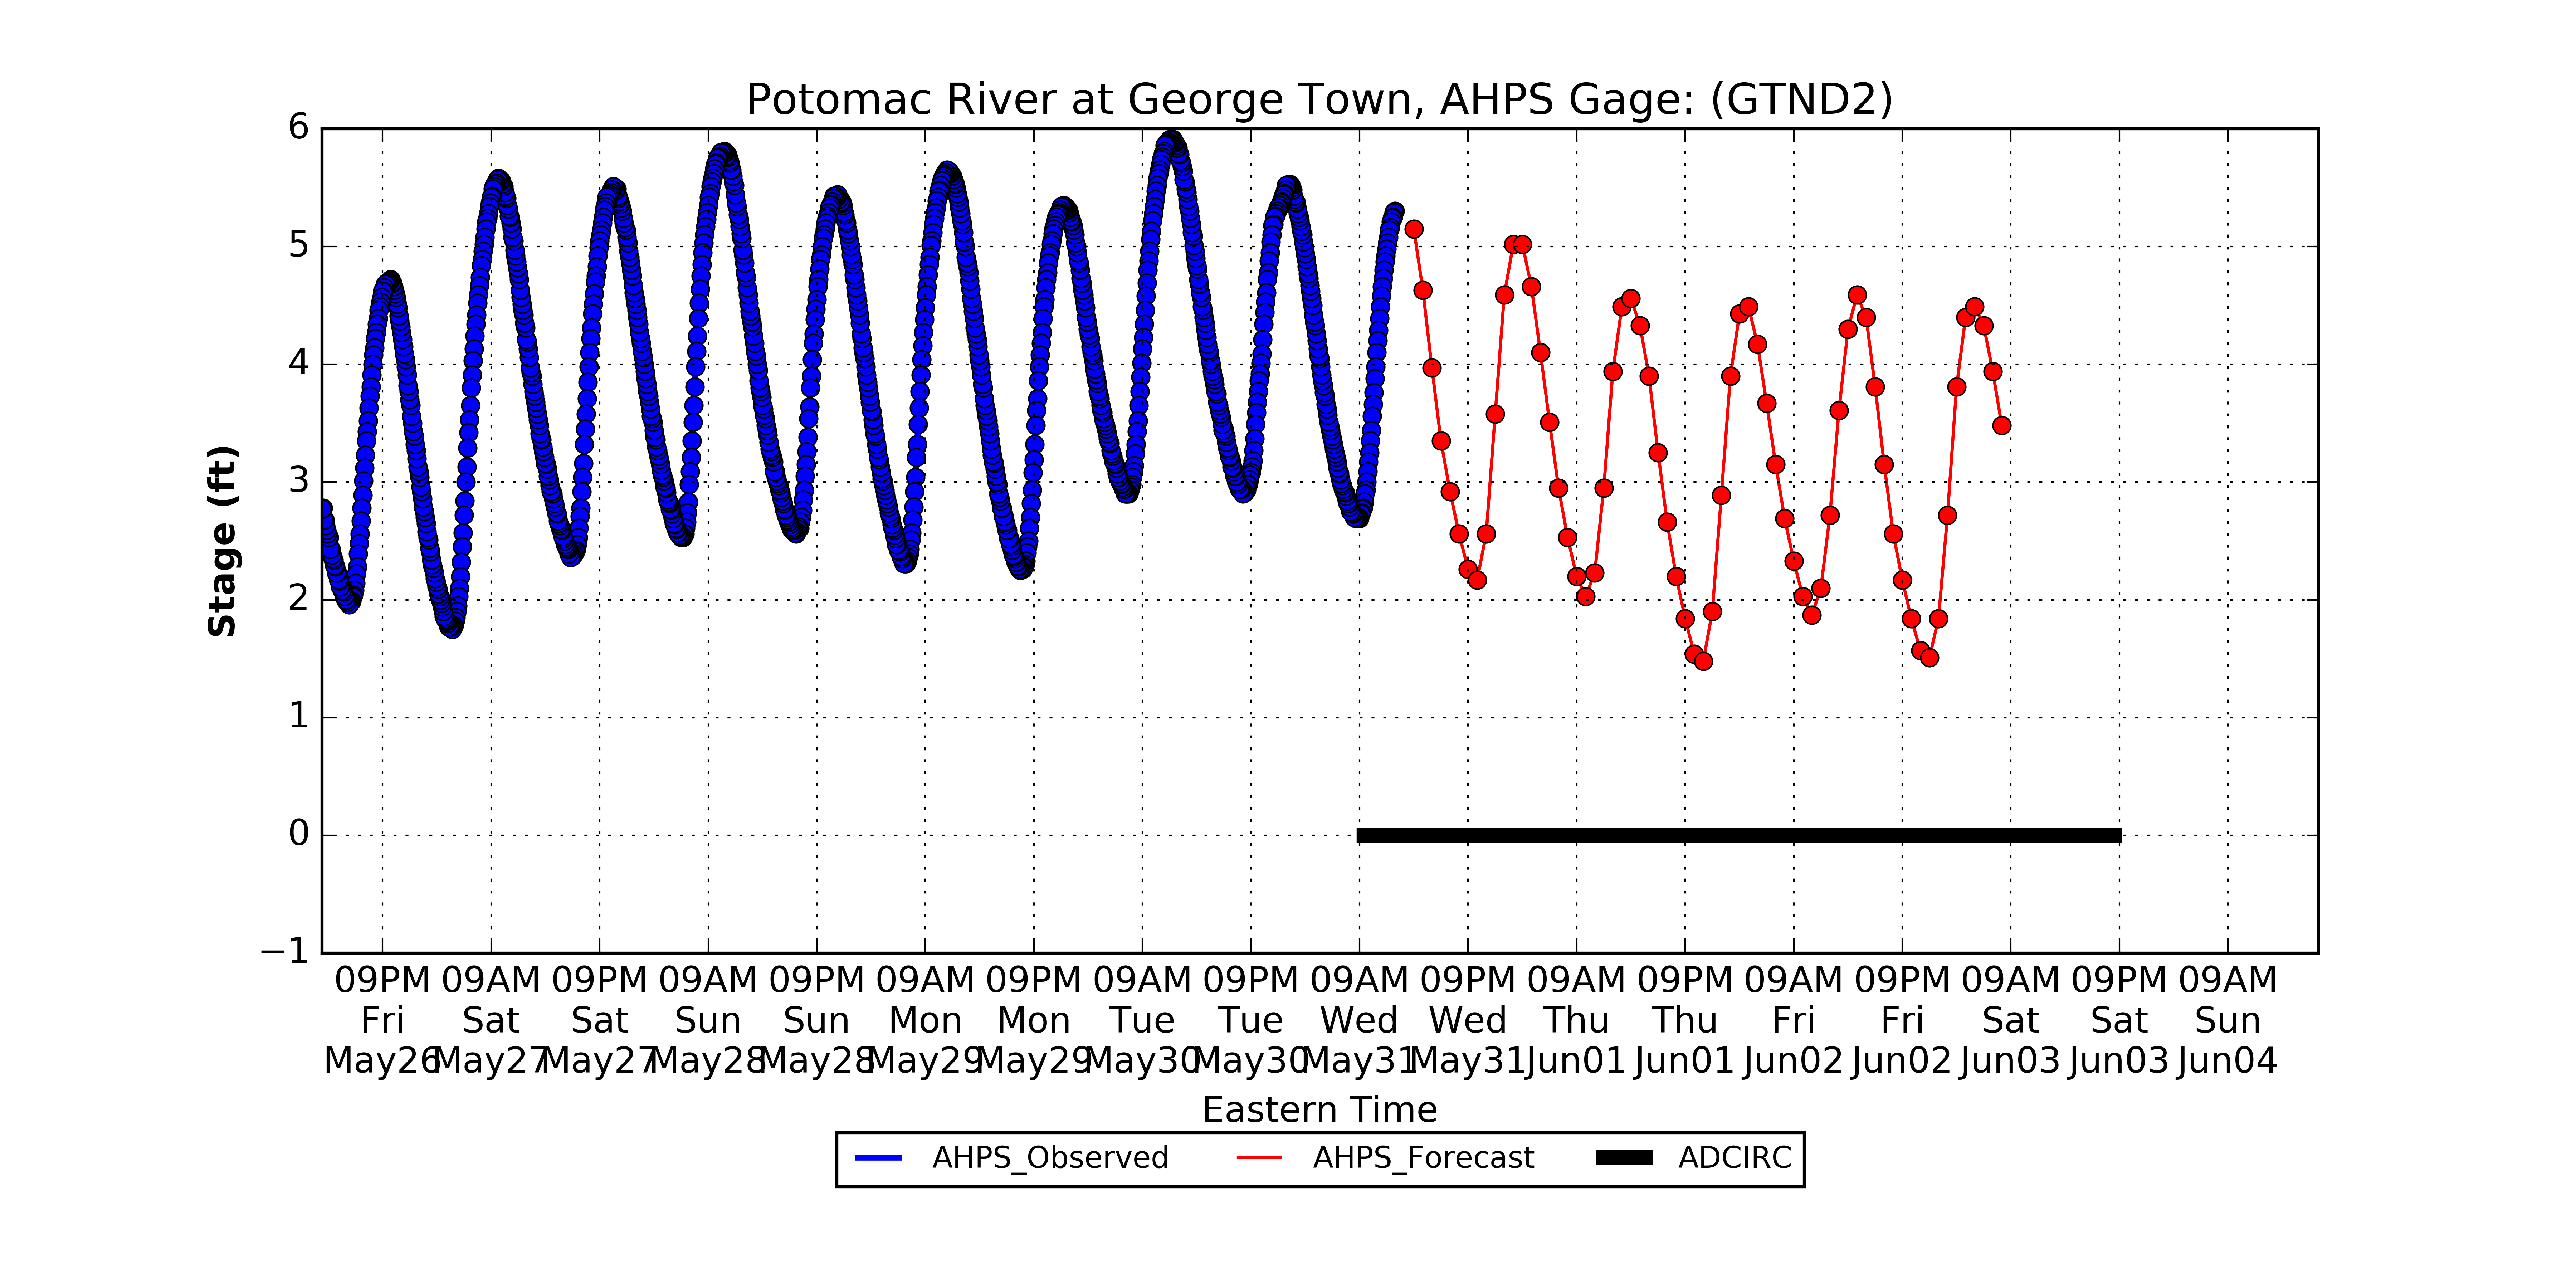 Potomac River at George Town, AHPS Gage: (GTND2)
6
5
4
3
2
1
0
−1
Stage (ft)
09PM 09AM 09PM 09AM 09PM 09AM 09PM 09AM 09PM 09AM 09PM 09AM 09PM 09AM 09PM 09AM 09PM 09AM
Fri Sat Sat Sun Sun Mon Mon Tue Tue Wed Wed Thu Thu Fri Fri Sat Sat Sun
May26 May27 May27 May28 May28 May29 May29 May30 May30 May31 May31 Jun01 Jun01 Jun02 Jun02 Jun03 Jun03 Jun04
Eastern Time
AHPS_Observed AHPS_Forecast ADCIRC